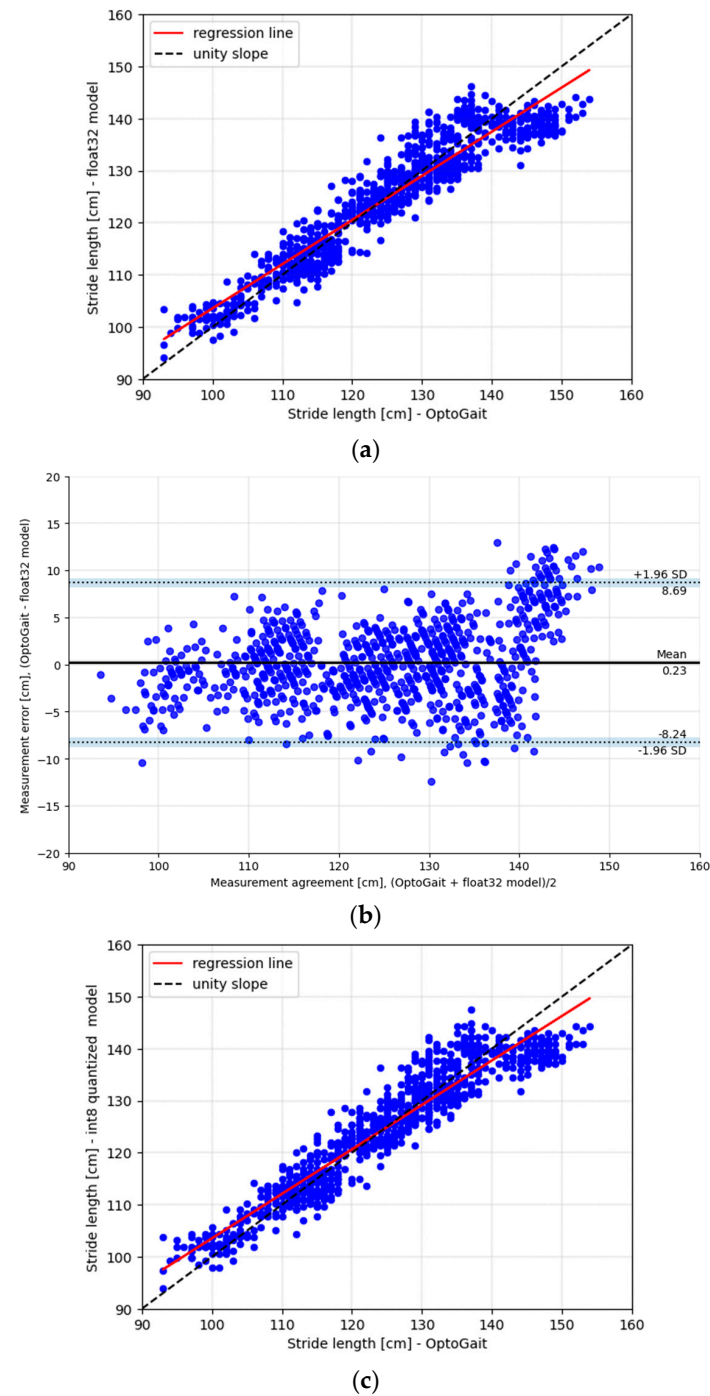 160
150
140
130
120
110
100
90
Stride length [cm] - float32 model
regression line
unity slope
90 100 110 120 130 140 150 160
Stride length [cm] - OptoGait
(a)
20
15
10
5
0
−5
−10
−15
−20
Measurement error [cm], (OptoGait - float32 model)
+1.96 SD
8.69
Mean
0.23
-8.24
-1.96 SD
90 100 110 120 130 140 150 160
Measurement agreement [cm], (OptoGait + float32 model)/2
(b)
160
150
140
130
120
110
100
90
Stride length [cm] - int8 quantized model
regression line
unity slope
90 100 110 120 130 140 150 160
Stride length [cm] - OptoGait
(c)